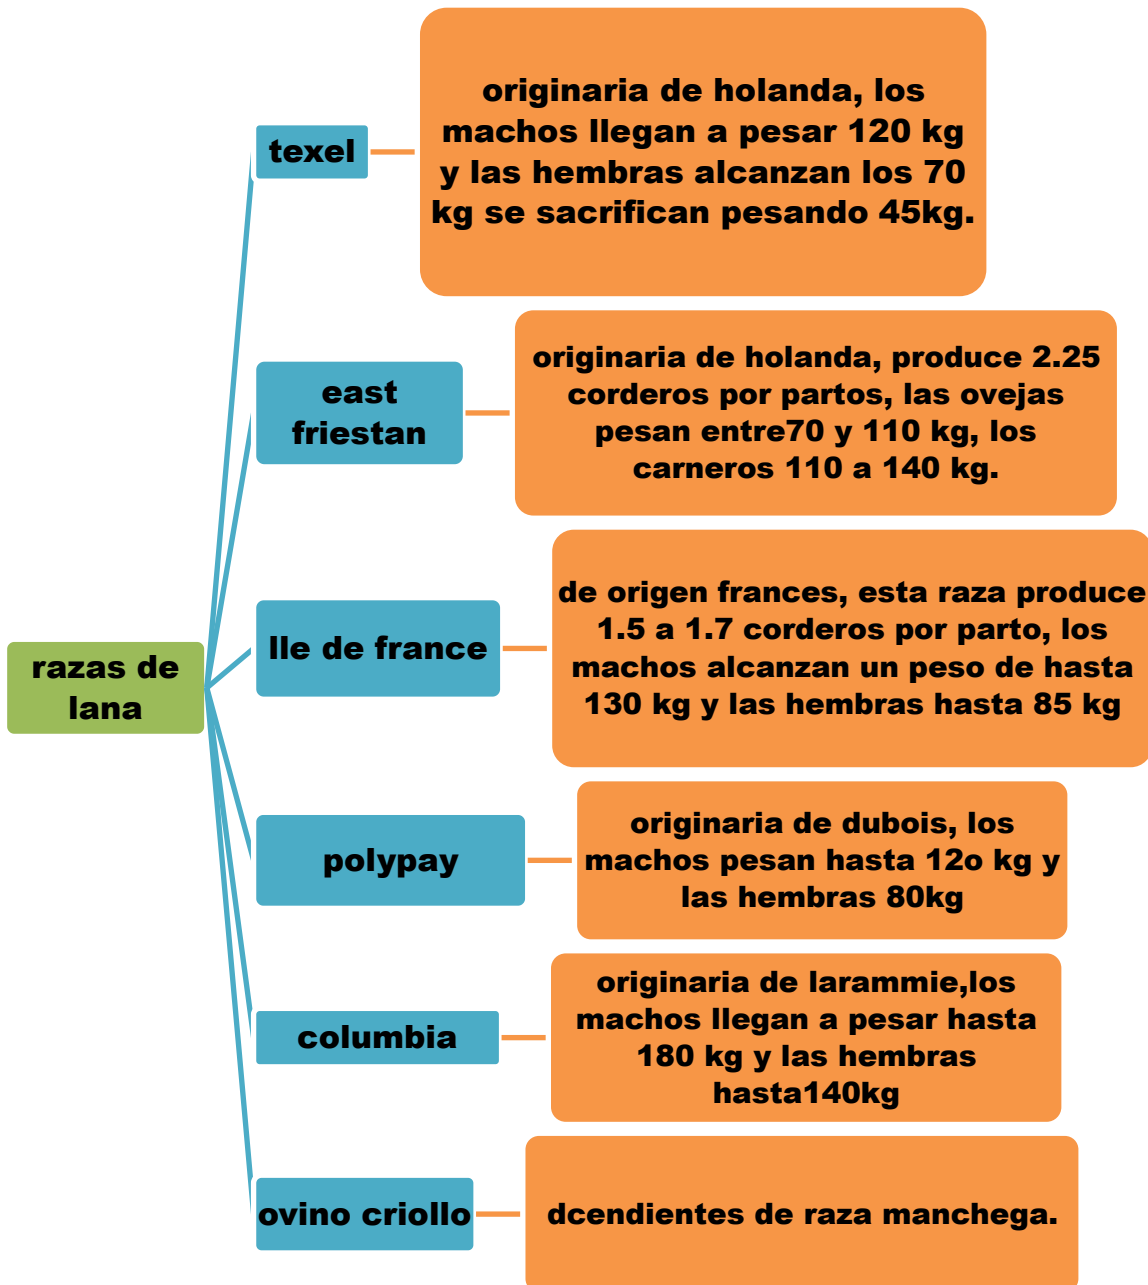 razas de
lana
texel
originaria de holanda, los
machos llegan a pesar 120 kg
y las hembras alcanzan los 70
kg se sacrifican pesando 45kg.
east
friestan
originaria de holanda, produce 2.25
corderos por partos, las ovejas
pesan entre70 y 110 kg, los
carneros 110 a 140 kg.
lle de france
de origen frances, esta raza produce
1.5 a 1.7 corderos por parto, los
machos alcanzan un peso de hasta
130 kg y las hembras hasta 85 kg
polypay
originaria de dubois, los
machos pesan hasta 12o kg y
las hembras 80kg
columbia
originaria de larammie,los
machos llegan a pesar hasta
180 kg y las hembras
hasta140kg
ovino criollo
dcendientes de raza manchega.